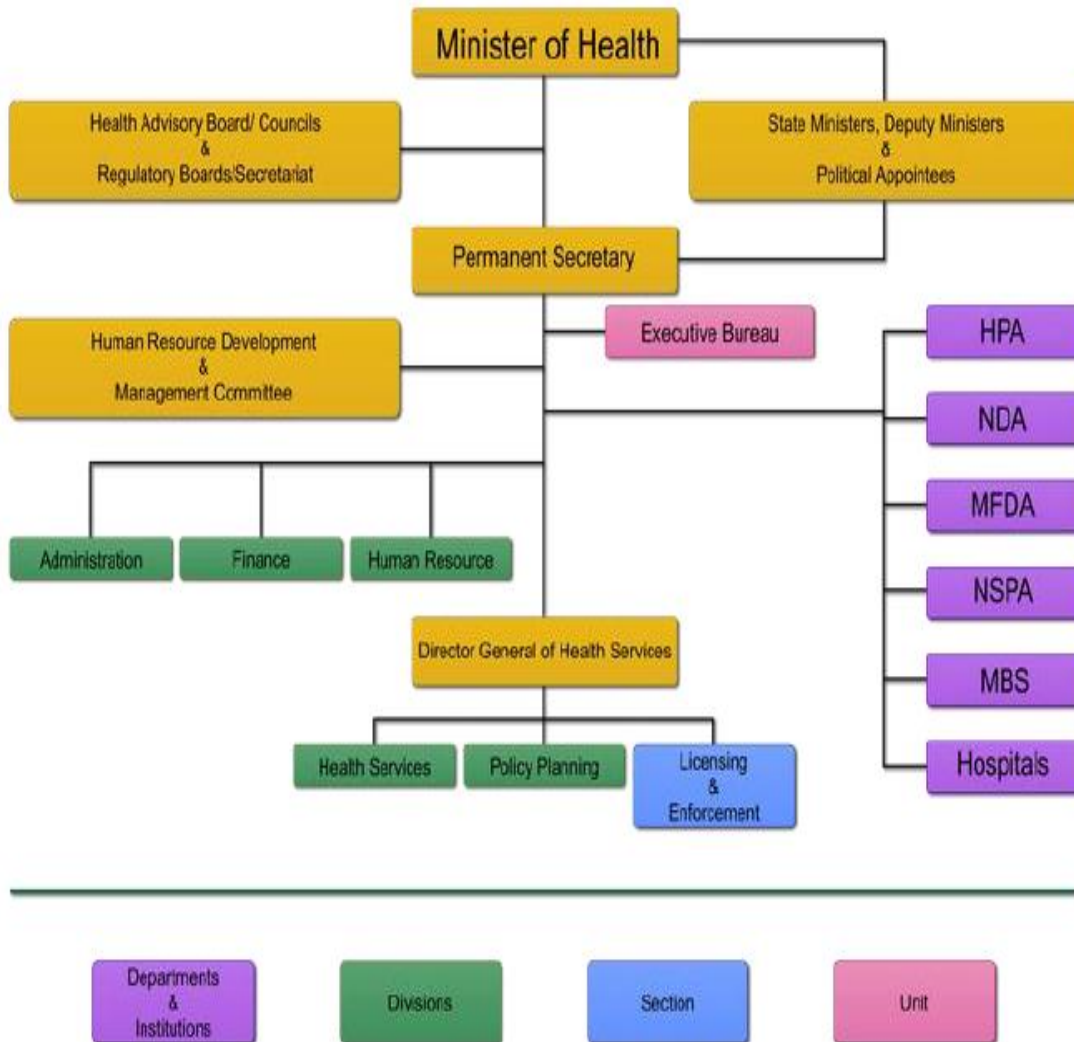 Minister of Health
Health Advisory Board/ Councils
&
Regulatory Boards/Secretariat
State Ministers, Deputy Ministers
&
Political Appointees
Permanent Secretary
Executive Bureau
Human Resource Development
&
Management Committee
HPA
NDA
MFDA
NSPA
MBS
Hospitals
Administration
Finance
Human Resource
Director General of Health Services
Health Services
Policy Planning
Licensing
&
Enforcement
Departments
&
Institutions
Divisions
Section
Unit